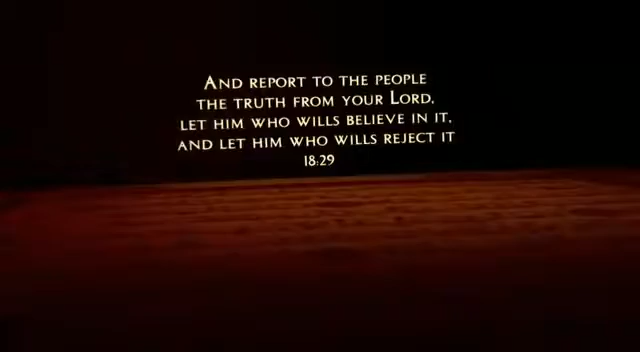 And report to the people
the truth from your Lord,
let him who wills believe in it,
and let him who wills reject it
18:29